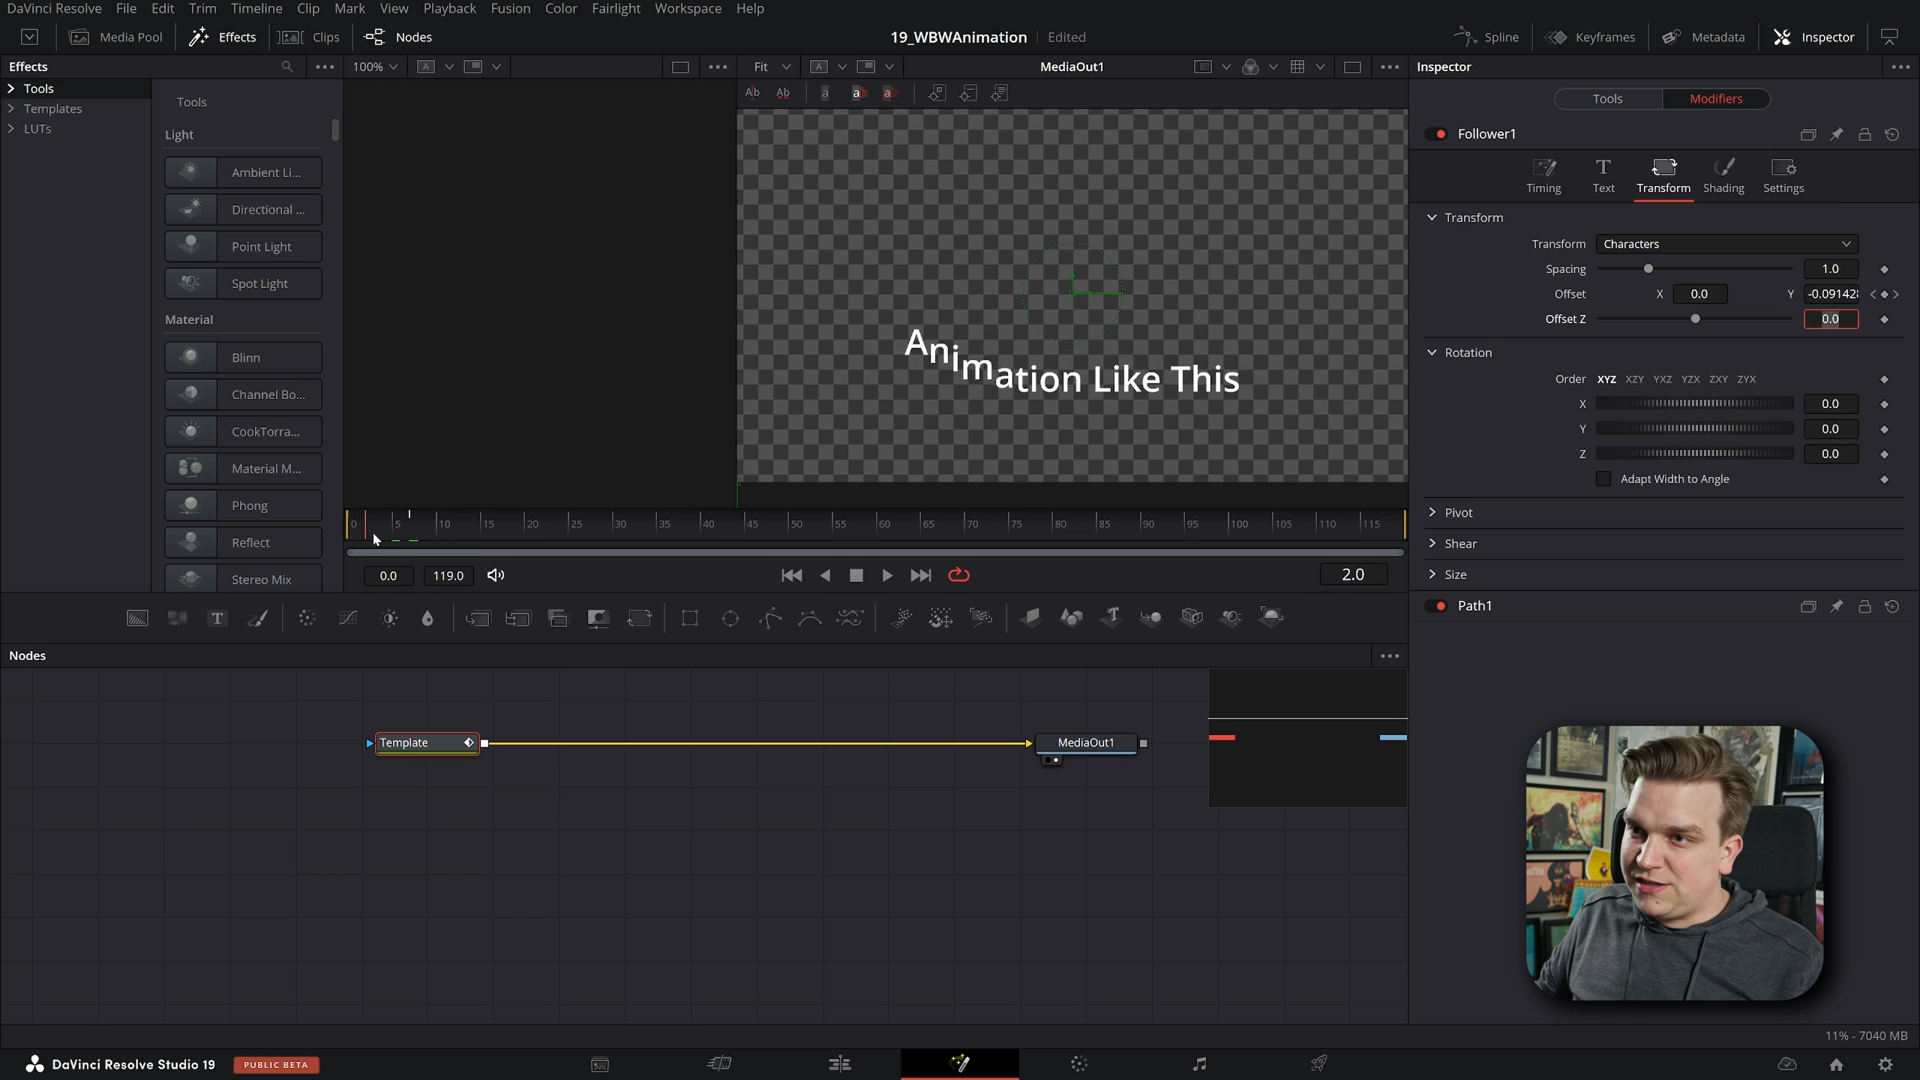 DaVinci Resolve File Edit Trim Timeline Clip Mark View Playback Fusion Color Fairlight Workspace Help
Media Pool Effects Clips Nodes 19_WBWAnimation Edited Spline Keyframes Metadata Inspector
Effects 100% Fit MediaOut1 Inspector
Tools
Templates
LUTs
Tools
Light
Ambient Li...
Directional ...
Point Light
Spot Light
Material
Blinn
Channel Bo...
CookTorra...
Material M...
Phong
Reflect
Stereo Mix
Animation Like This
0 5 10 15 20 25 30 35 40 45 50 55 60 65 70 75 80 85 90 95 100 105 110 115
0.0 119.0 2.0
Tools Modifiers
Follower1
Timing Text Transform Shading Settings
Transform
Transform Characters
Spacing 1.0
Offset X 0.0 Y -0.09142
Offset Z 0.0
Rotation
Order XYZ XZY YXZ YZX ZXY ZYX
X 0.0
Y 0.0
Z 0.0
Adapt Width to Angle
Pivot
Shear
Size
Path1
Nodes
Template
MediaOut1
11% - 7040 MB
DaVinci Resolve Studio 19 PUBLIC BETA